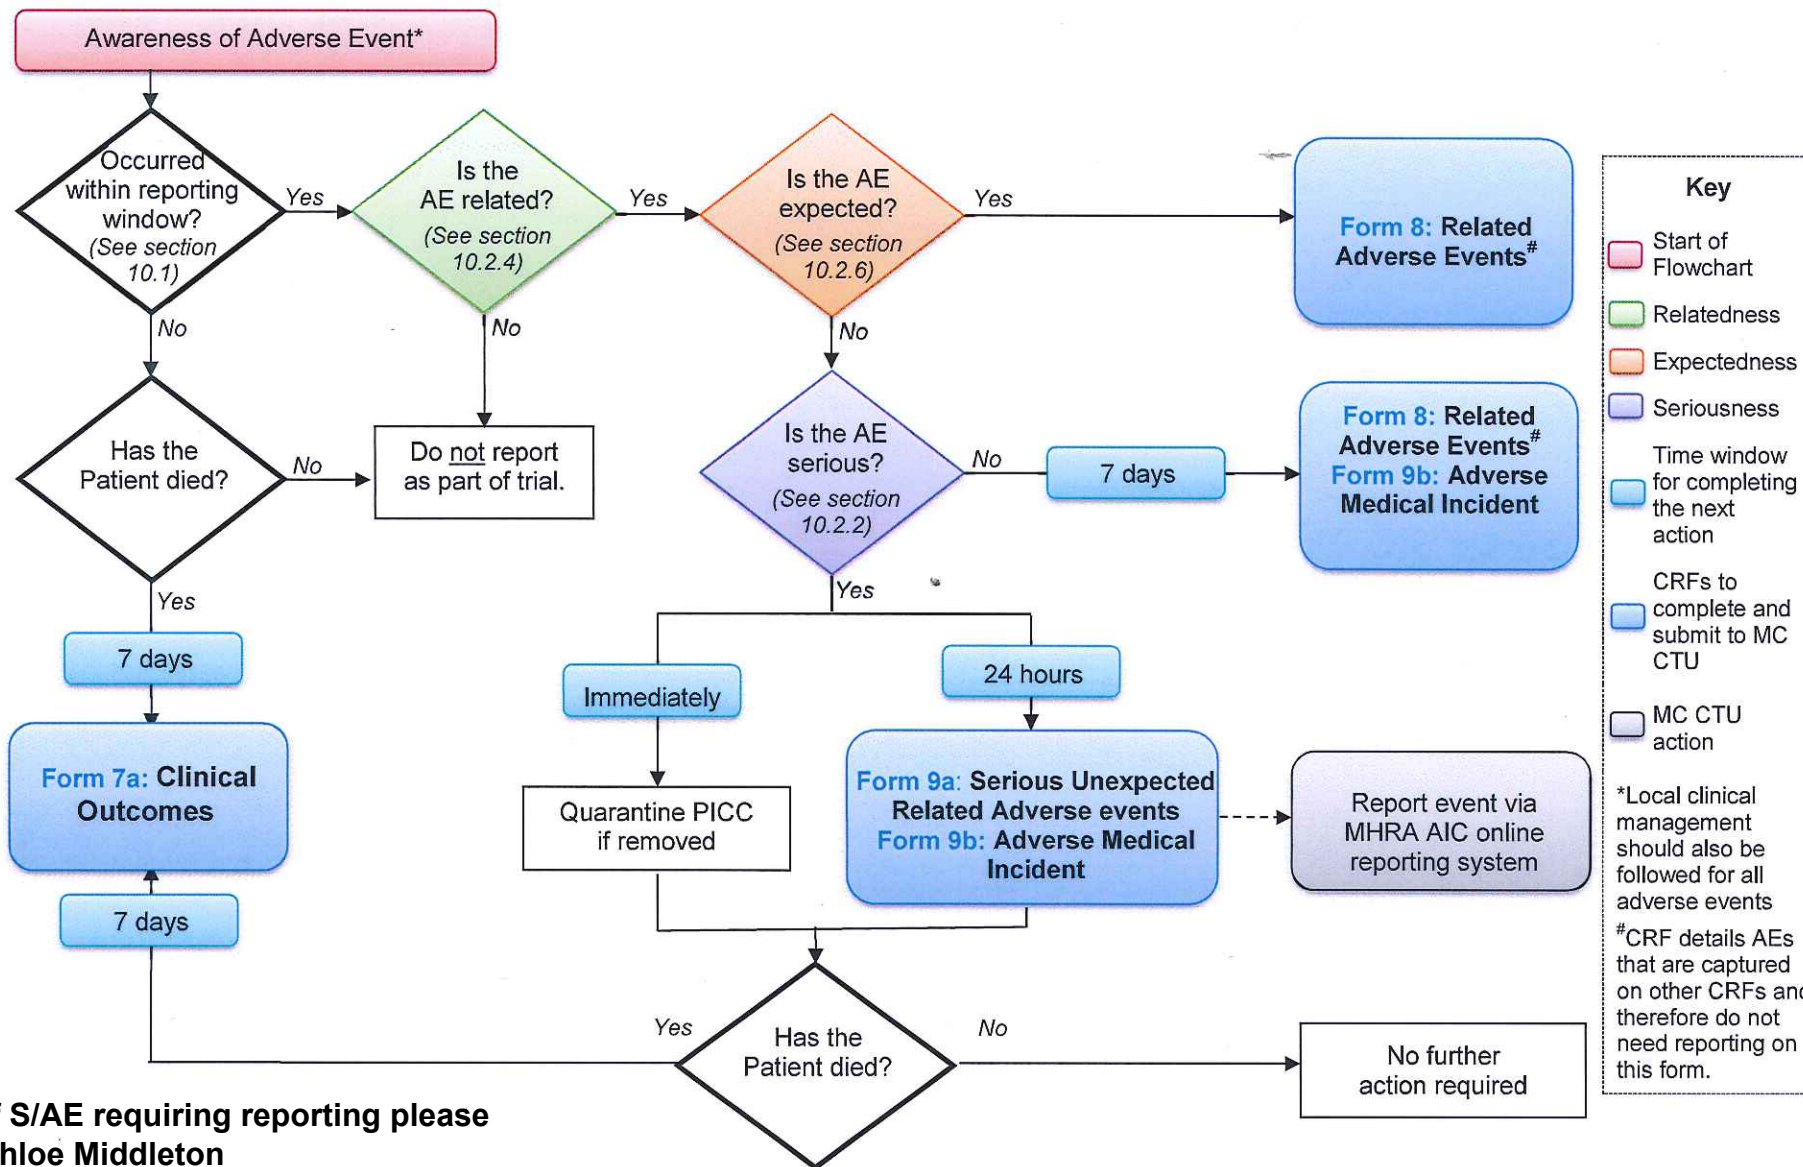 Awareness of Adverse Event*
Occurred
within reporting
window?
(See section
10.1)
Yes
Is the
AE related?
(See section
10.2.4)
Yes
Is the AE
expected?
(See section
10.2.6)
Yes
Form 8: Related
Adverse Events#
No
No
No
Has the
Patient died?
No
Do not report
as part of trial.
Is the AE
serious?
(See section
10.2.2)
No
7 days
Form 8: Related
Adverse Events#
Form 9b: Adverse
Medical Incident
Yes
7 days
Form 7a: Clinical
Outcomes
7 days
Yes
Immediately
24 hours
Quarantine PICC
if removed
Form 9a: Serious Unexpected
Related Adverse events
Form 9b: Adverse Medical
Incident
Report event via
MHRA AIC online
reporting system
Has the
Patient died?
Yes
No
No further
action required
Key
Start of
Flowchart
Relatedness
Expectedness
Seriousness
Time window
for completing
the next
action
CRFs to
complete and
submit to MC
CTU
MC CTU
action
*Local clinical
management
should also be
followed for all
adverse events
#CRF details AEs
that are captured
on other CRFs and
therefore do not
need reporting on
this form.
S/AE requiring reporting please
hloe Middleton